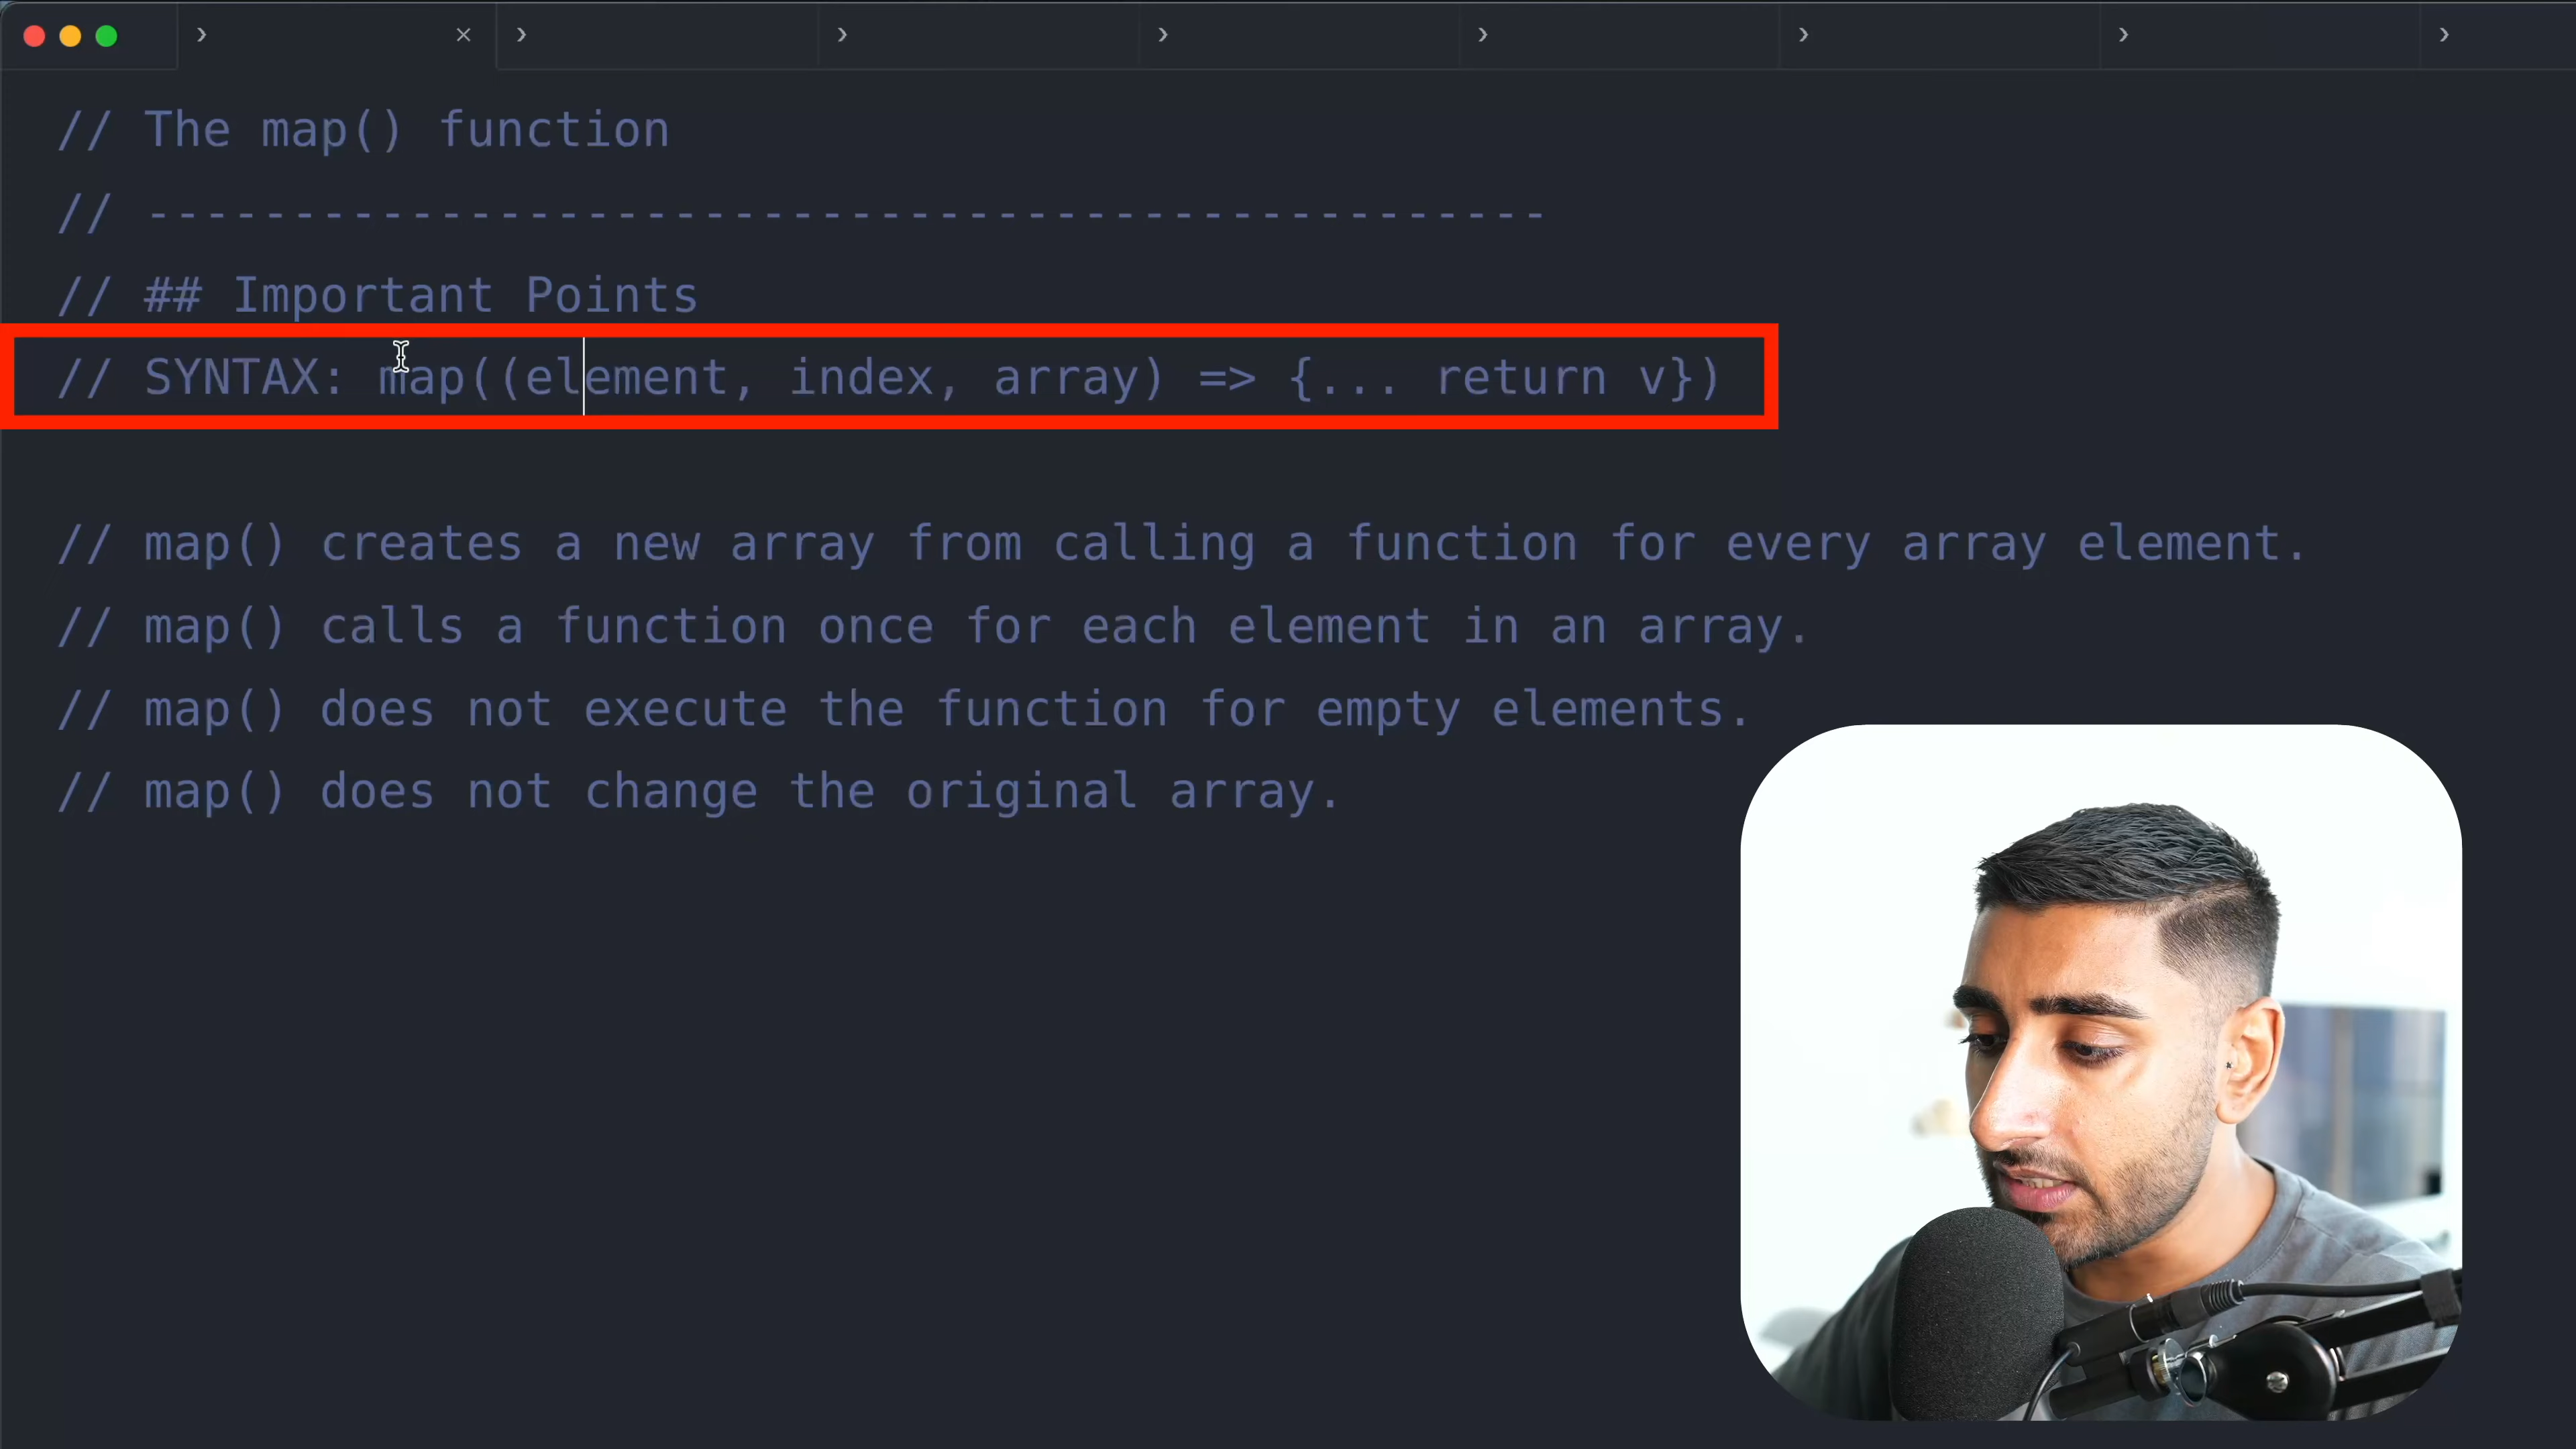 // The map() function
// ------------------------------------------------
// ## Important Points
// SYNTAX: map((element, index, array) => {... return v})
// map() creates a new array from calling a function for every array element.
// map() calls a function once for each element in an array.
// map() does not execute the function for empty elements.
// map() does not change the original array.